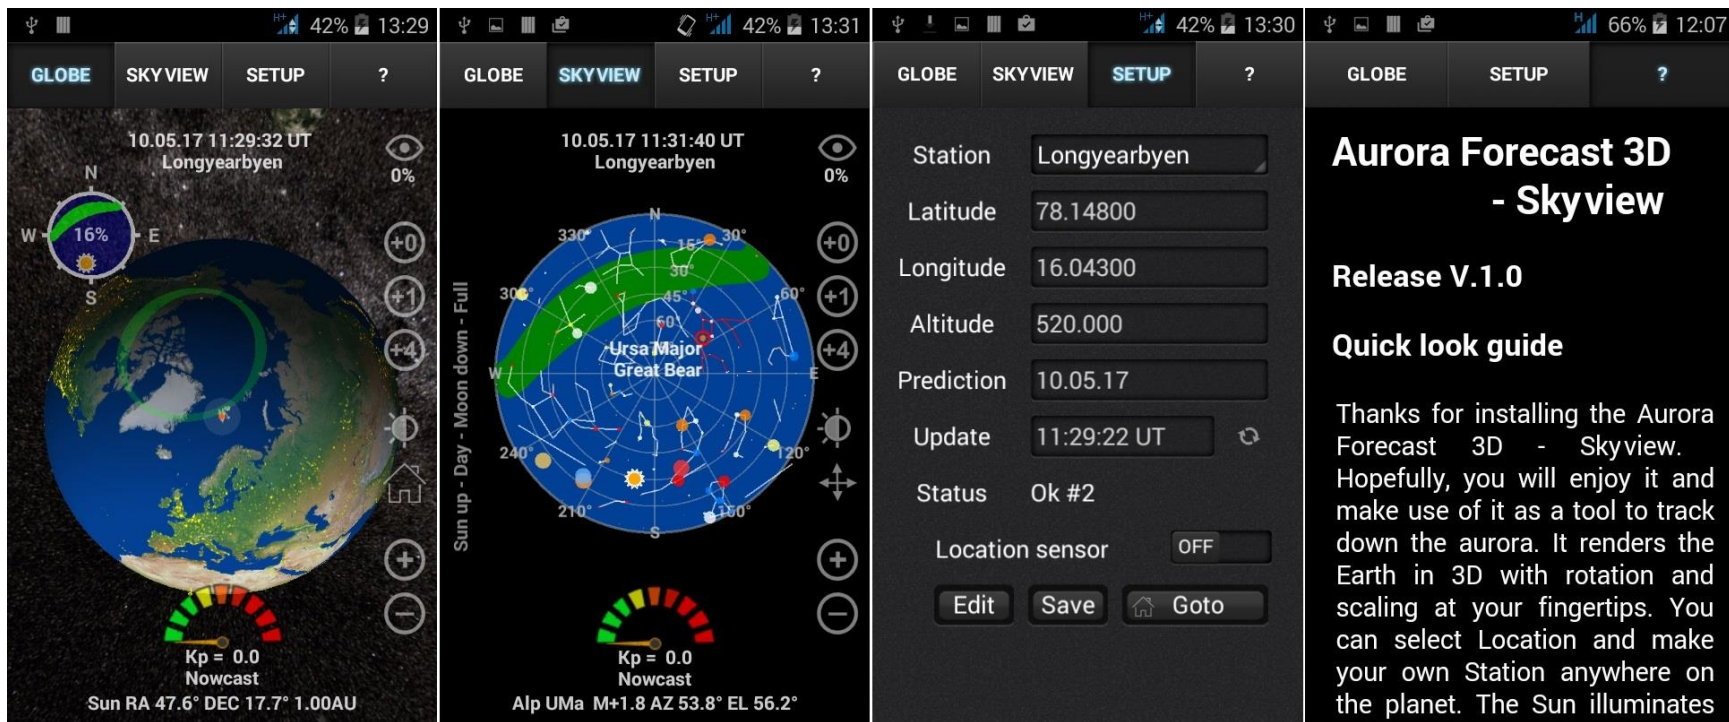 42% 13:29
GLOBE SKYVIEW SETUP ?
10.05.17 11:29:32 UT
Longyearbyen
0%
N
W 16% E
S
+0
+1
+4
+
−
Kp = 0.0
Nowcast
Sun RA 47.6° DEC 17.7° 1.00AU
H+ 42% 13:31
GLOBE SKYVIEW SETUP ?
10.05.17 11:31:40 UT
Longyearbyen
0%
N
330° 15° 30°
30°
300° 45° 60°
60°
Ursa Major
Great Bear
W E
240° 120°
210° 150°
S
Sun up - Day - Moon down - Full
+0
+1
+4
+
−
Kp = 0.0
Nowcast
Alp UMa M+1.8 AZ 53.8° EL 56.2°
H+ 42% 13:30
GLOBE SKYVIEW SETUP ?
Station Longyearbyen
Latitude 78.14800
Longitude 16.04300
Altitude 520.000
Prediction 10.05.17
Update 11:29:22 UT
Status Ok #2
Location sensor OFF
Edit Save Goto
H 66% 12:07
GLOBE SETUP ?
Aurora Forecast 3D
- Skyview
Release V.1.0
Quick look guide
Thanks for installing the Aurora
Forecast 3D - Skyview.
Hopefully, you will enjoy it and
make use of it as a tool to track
down the aurora. It renders the
Earth in 3D with rotation and
scaling at your fingertips. You
can select Location and make
your own Station anywhere on
the planet. The Sun illuminates